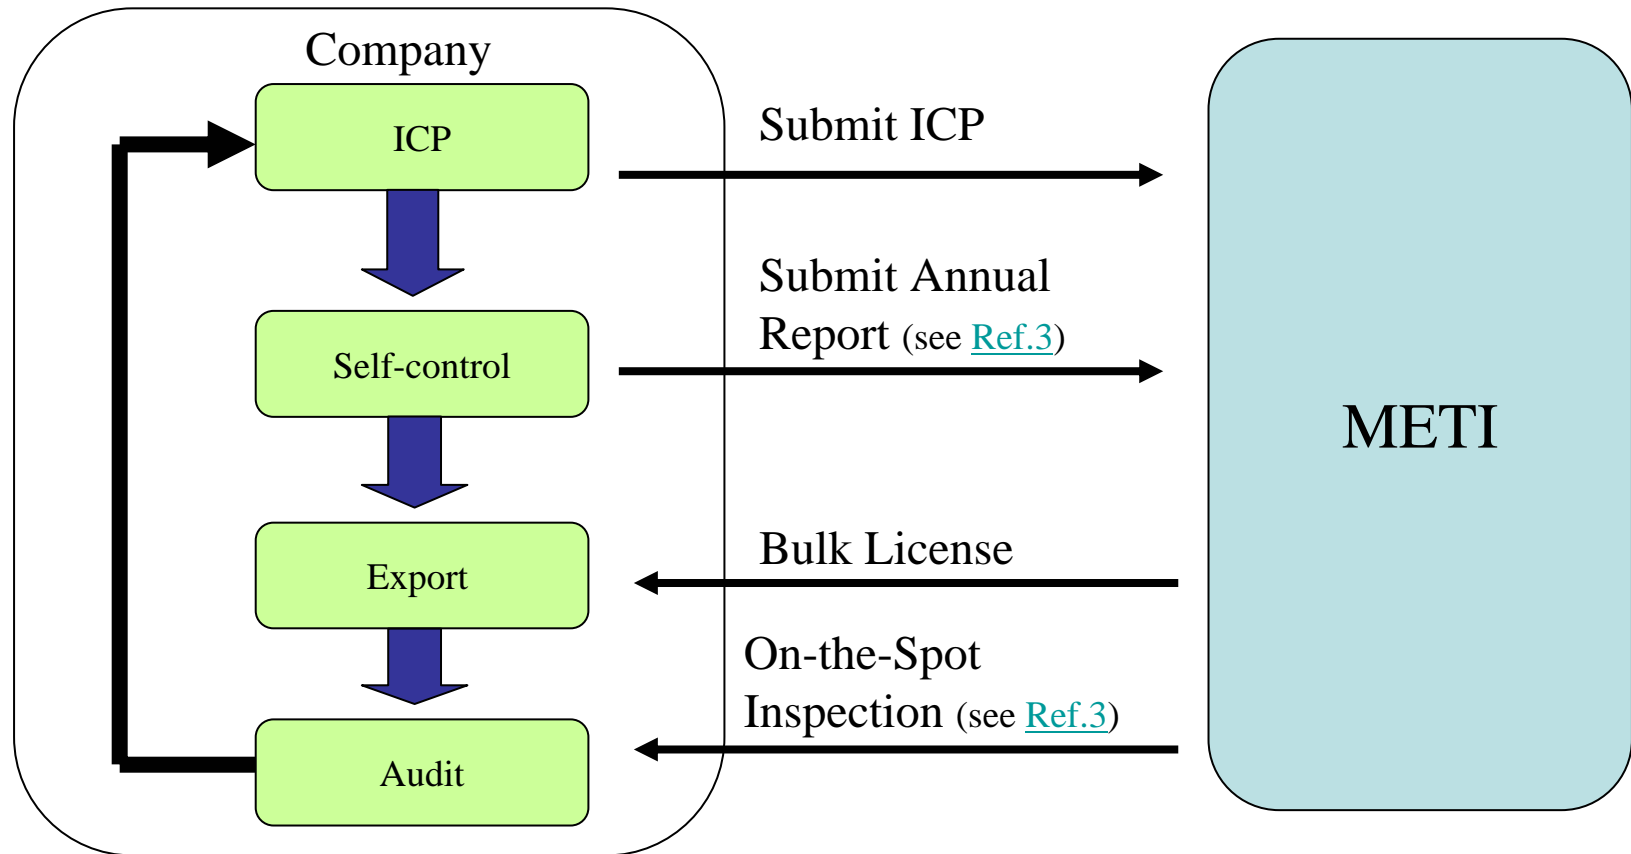 Company
ICP
Submit ICP
Submit Annual
Report (see Ref.3)
Self-control
METI
Bulk License
Export
On-the-Spot
Inspection (see Ref.3)
Audit